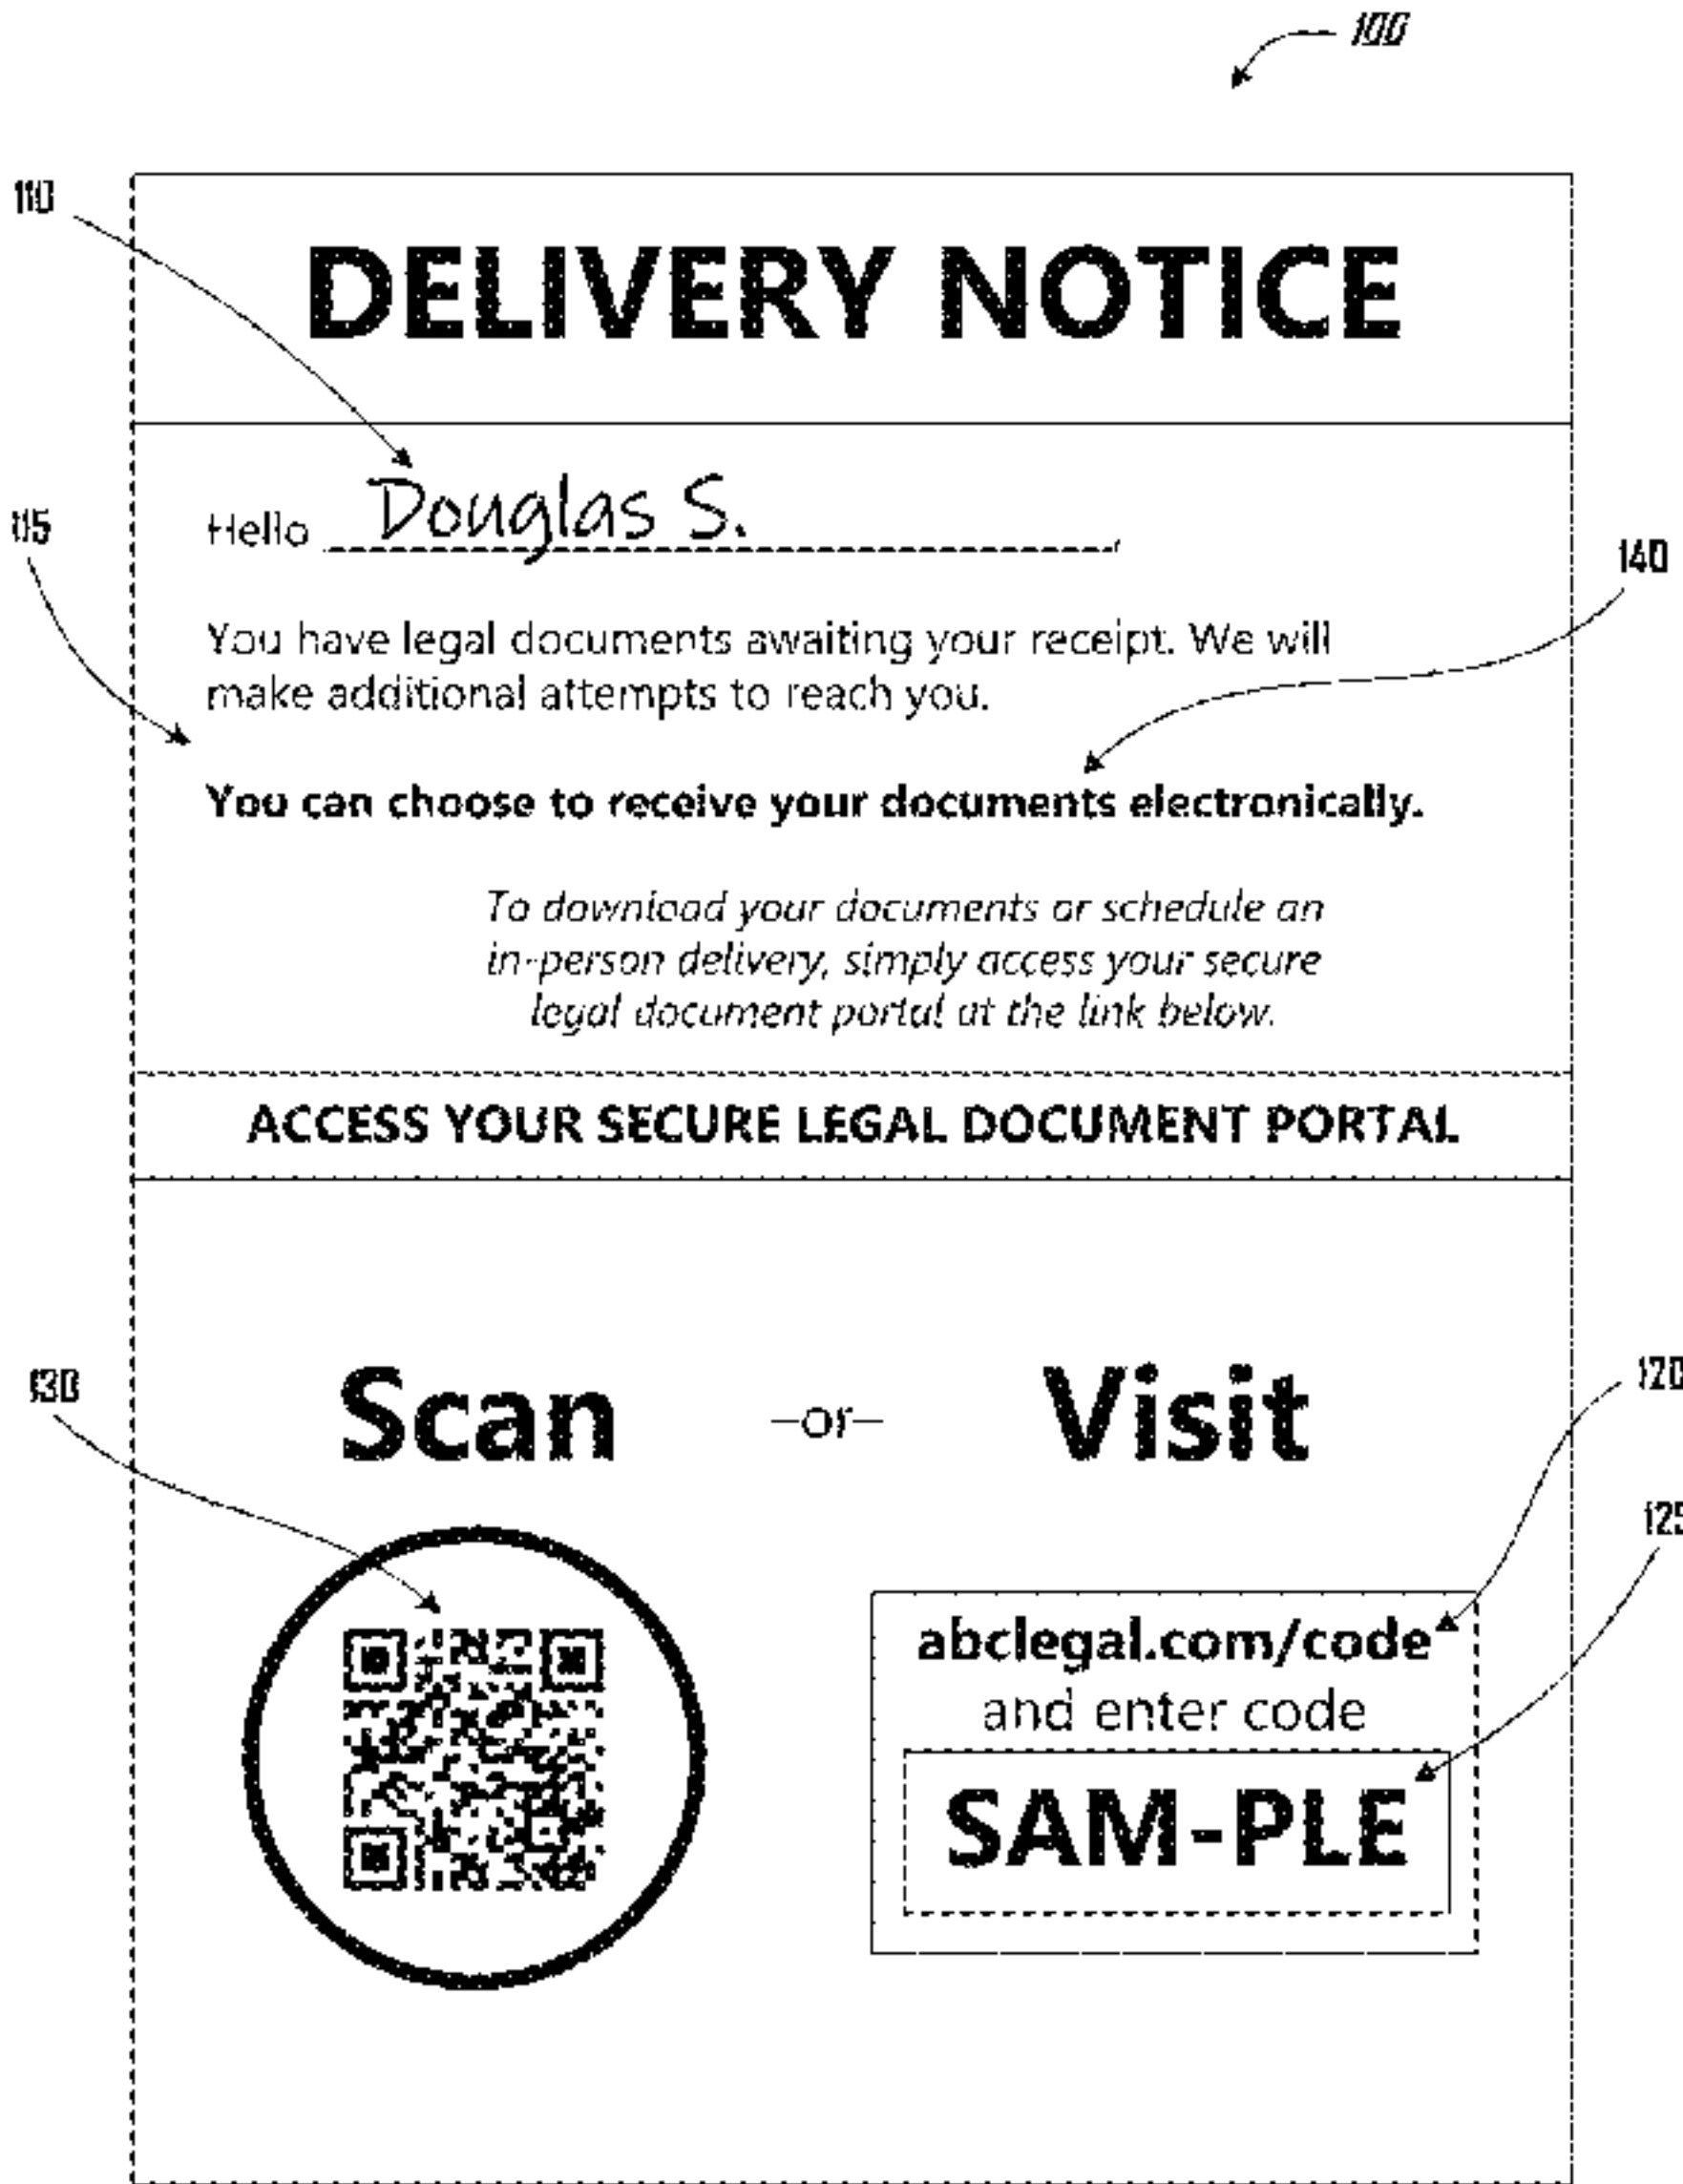 100
110
DELIVERY NOTICE
Hello Douglas S.,
115
140
You have legal documents awaiting your receipt. We will
make additional attempts to reach you.
You can choose to receive your documents electronically.
To download your documents or schedule an
in-person delivery, simply access your secure
legal document portal at the link below.
ACCESS YOUR SECURE LEGAL DOCUMENT PORTAL
130
Scan -or- Visit
120
125
abclegal.com/code
and enter code
SAM-PLE